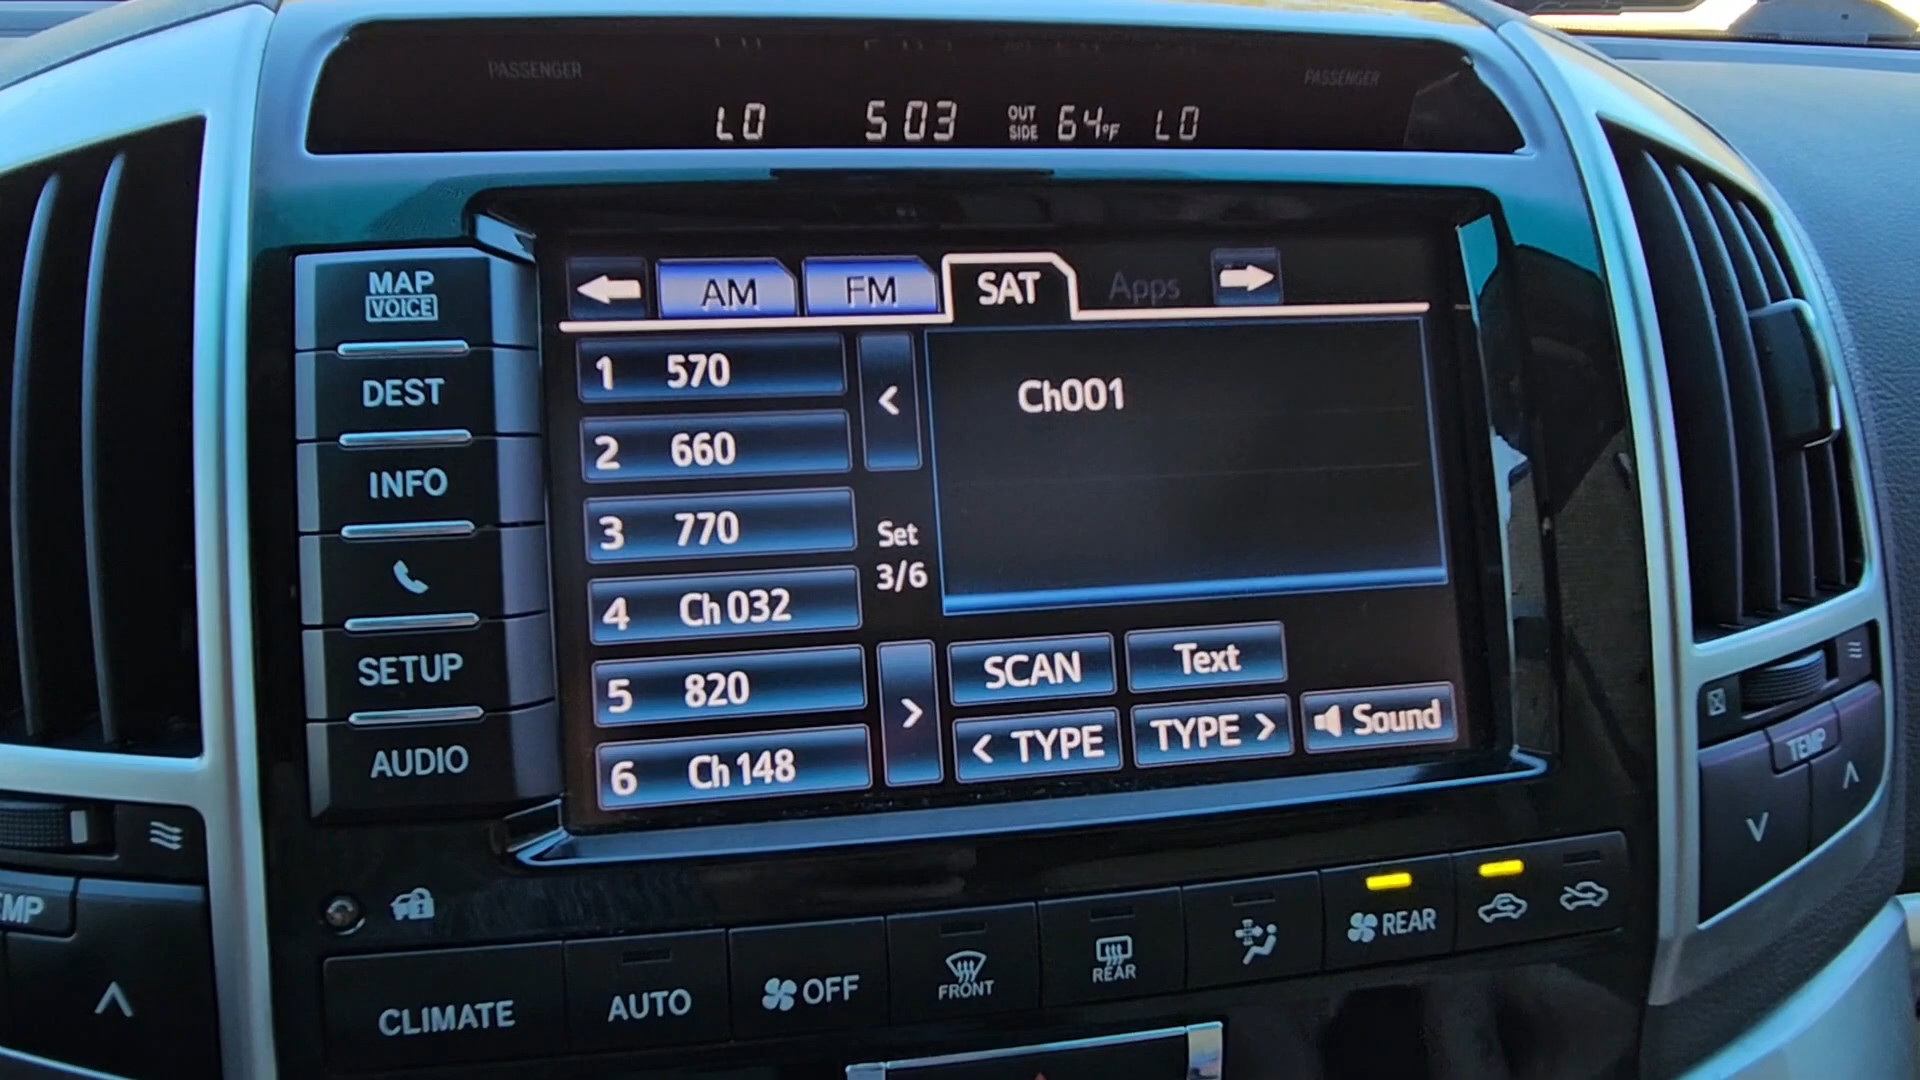 PASSENGER PASSENGER
LO 5 03 OUT SIDE 64°F LO
MAP
VOICE
DEST
INFO
SETUP
AUDIO
AM FM SAT Apps
1 570
2 660
3 770
4 Ch 032
5 820
6 Ch 148
<
Set
3/6
>
Ch001
SCAN Text
< TYPE TYPE > Sound
TEMP
CLIMATE AUTO OFF FRONT REAR REAR